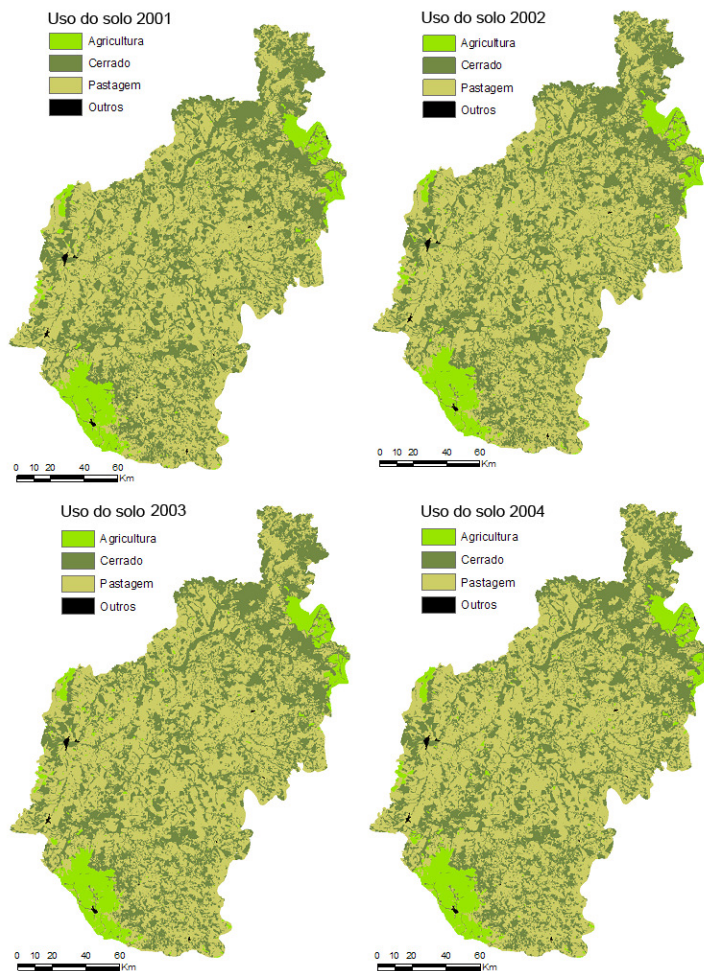 Uso do solo 2001
Agricultura
Cerrado
Pastagem
Outros
0 10 20 40 60
Km
Uso do solo 2002
Agricultura
Cerrado
Pastagem
Outros
0 10 20 40 60
Km
Uso do solo 2003
Agricultura
Cerrado
Pastagem
Outros
0 10 20 40 60
Km
Uso do solo 2004
Agricultura
Cerrado
Pastagem
Outros
0 10 20 40 60
Km